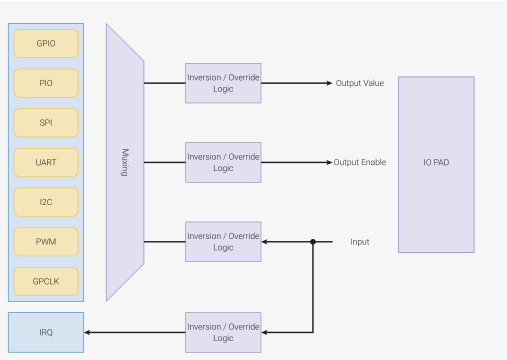 GPIO
PIO
SPI
UART
I2C
PWM
GPCLK
IRQ
Muxing
Inversion / Override
Logic
Output Value
Inversion / Override
Logic
Output Enable
Inversion / Override
Logic
Input
Inversion / Override
Logic
IO PAD